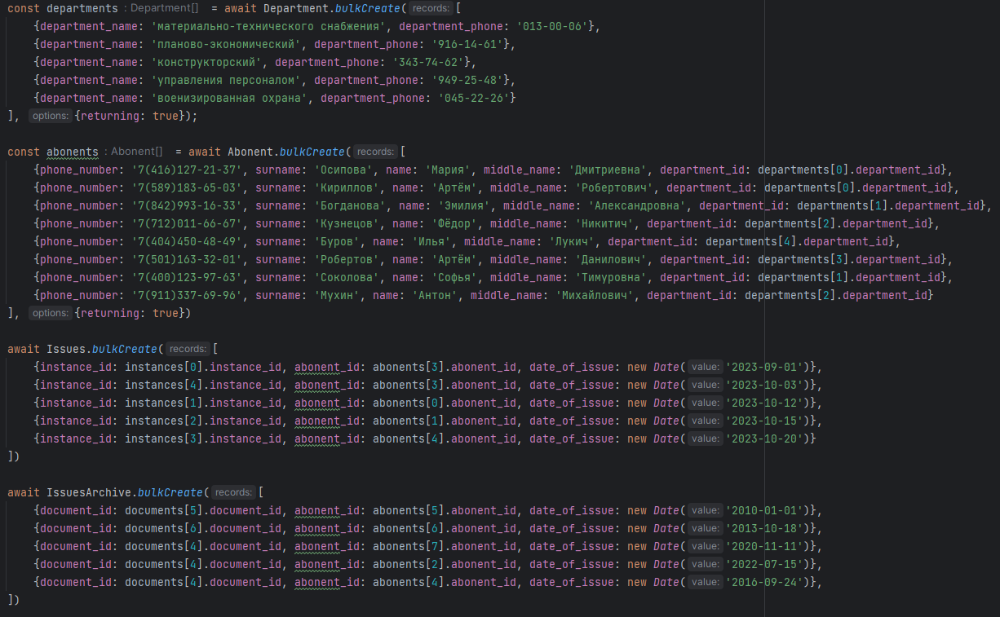 const departments : Department[] = await Department.bulkCreate( records: [
{department_name: 'материально-технического снабжения', department_phone: '013-00-06'},
{department_name: 'планово-экономический', department_phone: '916-14-61'},
{department_name: 'конструкторский', department_phone: '343-74-62'},
{department_name: 'управления персоналом', department_phone: '949-25-48'},
{department_name: 'военизированная охрана', department_phone: '045-22-26'}
], options: {returning: true});
const abonents : Abonent[] = await Abonent.bulkCreate( records: [
{phone_number: '7(416)127-21-37', surname: 'Осипова', name: 'Мария', middle_name: 'Дмитриевна', department_id: departments[0].department_id},
{phone_number: '7(589)183-65-03', surname: 'Кириллов', name: 'Артём', middle_name: 'Робертович', department_id: departments[0].department_id},
{phone_number: '7(842)993-16-33', surname: 'Богданова', name: 'Эмилия', middle_name: 'Александровна', department_id: departments[1].department_id},
{phone_number: '7(712)011-66-67', surname: 'Кузнецов', name: 'Фёдор', middle_name: 'Никитич', department_id: departments[2].department_id},
{phone_number: '7(404)450-48-49', surname: 'Буров', name: 'Илья', middle_name: 'Лукич', department_id: departments[4].department_id},
{phone_number: '7(501)163-32-01', surname: 'Робертов', name: 'Артём', middle_name: 'Данилович', department_id: departments[3].department_id},
{phone_number: '7(400)123-97-63', surname: 'Соколова', name: 'Софья', middle_name: 'Тимуровна', department_id: departments[1].department_id},
{phone_number: '7(911)337-69-96', surname: 'Мухин', name: 'Антон', middle_name: 'Михайлович', department_id: departments[2].department_id}
], options: {returning: true})
await Issues.bulkCreate( records: [
{instance_id: instances[0].instance_id, abonent_id: abonents[3].abonent_id, date_of_issue: new Date( value: '2023-09-01')},
{instance_id: instances[4].instance_id, abonent_id: abonents[3].abonent_id, date_of_issue: new Date( value: '2023-10-03')},
{instance_id: instances[1].instance_id, abonent_id: abonents[0].abonent_id, date_of_issue: new Date( value: '2023-10-12')},
{instance_id: instances[2].instance_id, abonent_id: abonents[1].abonent_id, date_of_issue: new Date( value: '2023-10-15')},
{instance_id: instances[3].instance_id, abonent_id: abonents[4].abonent_id, date_of_issue: new Date( value: '2023-10-20')}
])
await IssuesArchive.bulkCreate( records: [
{document_id: documents[5].document_id, abonent_id: abonents[5].abonent_id, date_of_issue: new Date( value: '2010-01-01')},
{document_id: documents[6].document_id, abonent_id: abonents[6].abonent_id, date_of_issue: new Date( value: '2013-10-18')},
{document_id: documents[4].document_id, abonent_id: abonents[7].abonent_id, date_of_issue: new Date( value: '2020-11-11')},
{document_id: documents[4].document_id, abonent_id: abonents[2].abonent_id, date_of_issue: new Date( value: '2022-07-15')},
{document_id: documents[4].document_id, abonent_id: abonents[4].abonent_id, date_of_issue: new Date( value: '2016-09-24')},
])